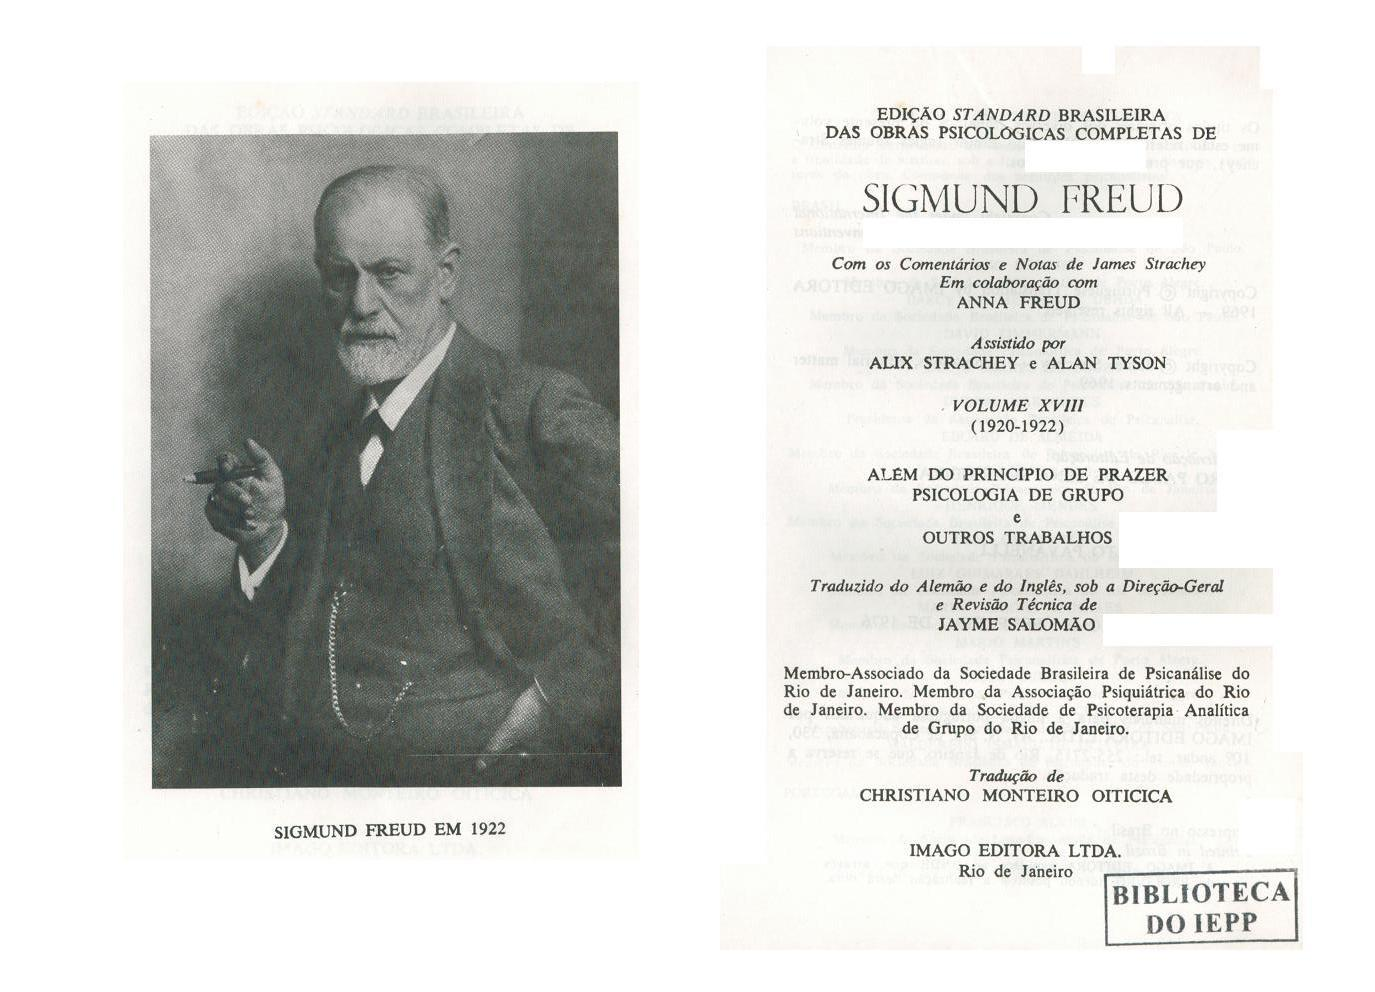 SIGMUND FREUD EM 1922
EDIÇÃO STANDARD BRASILEIRA
DAS OBRAS PSICOLÓGICAS COMPLETAS DE
SIGMUND FREUD
Com os Comentários e Notas de James Strachey
Em colaboração com
ANNA FREUD
Assistido por
ALIX STRACHEY e ALAN TYSON
VOLUME XVIII
(1920-1922)
ALÉM DO PRINCÍPIO DE PRAZER
PSICOLOGIA DE GRUPO
e
OUTROS TRABALHOS
Traduzido do Alemão e do Inglês, sob a Direção-Geral
e Revisão Técnica de
JAYME SALOMÃO
Membro-Associado da Sociedade Brasileira de Psicanálise do
Rio de Janeiro. Membro da Associação Psiquiátrica do Rio
de Janeiro. Membro da Sociedade de Psicoterapia Analítica
de Grupo do Rio de Janeiro.
Tradução de
CHRISTIANO MONTEIRO OITICICA
IMAGO EDITORA LTDA.
Rio de Janeiro
BIBLIOTECA
DO IEPP